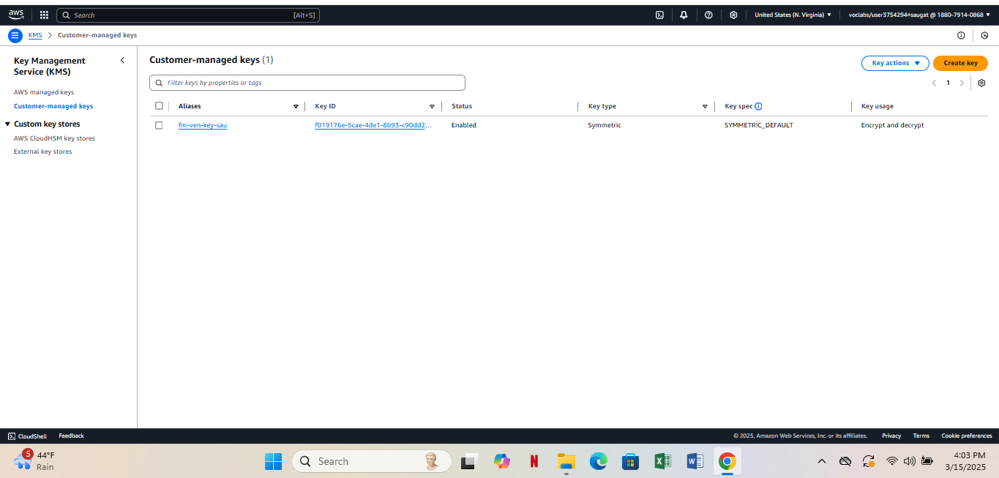 aws
Search
[Alt+S]
United States (N. Virginia)
voclabs/user3754294=saugat @ 1880-7914-0868
KMS
Customer-managed keys
Key Management
Service (KMS)
AWS managed keys
Customer-managed keys
Custom key stores
AWS CloudHSM key stores
External key stores
Customer-managed keys (1)
Key actions
Create key
Filter keys by properties or tags
1
Aliases Key ID Status Key type Key spec Key usage
fm-ven-key-sau f019176e-5cae-4de1-8b93-c90dd2... Enabled Symmetric SYMMETRIC_DEFAULT Encrypt and decrypt
CloudShell Feedback © 2025, Amazon Web Services, Inc. or its affiliates. Privacy Terms Cookie preferences
5
44°F
Rain
Search
4:03 PM
3/15/2025